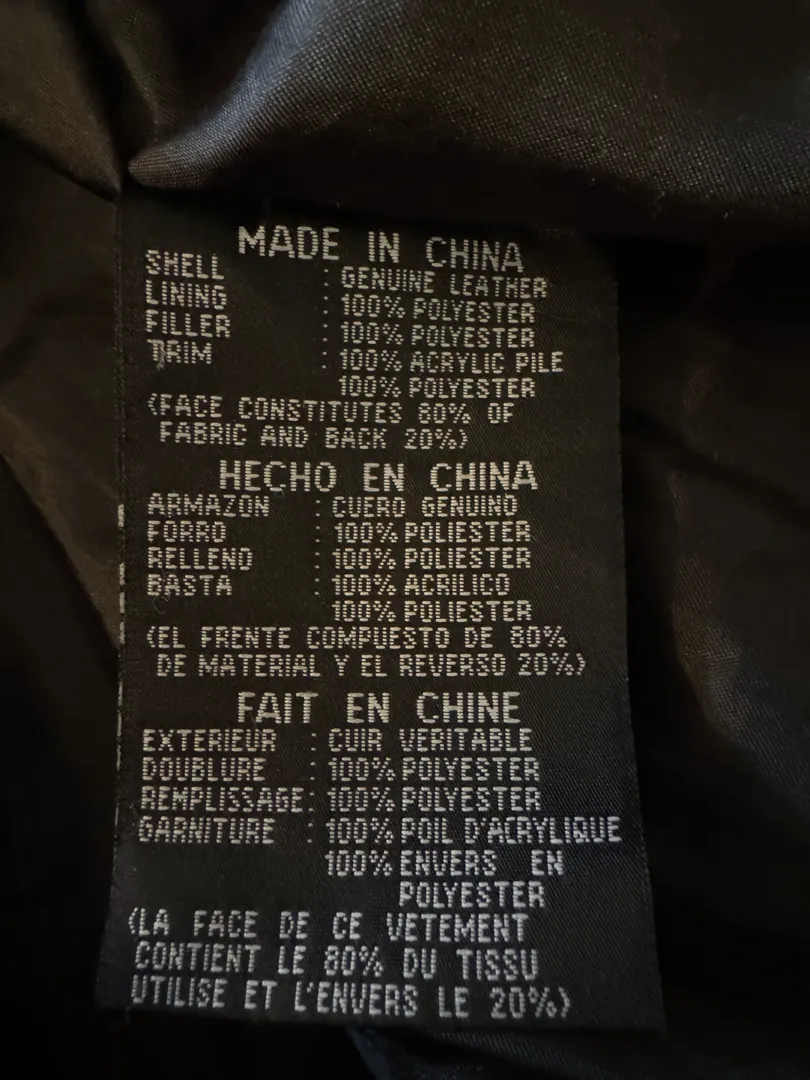 MADE IN CHINA
SHELL : GENUINE LEATHER
LINING : 100% POLYESTER
FILLER : 100% POLYESTER
TRIM : 100% ACRYLIC PILE
100% POLYESTER
(FACE CONSTITUTES 80% OF
FABRIC AND BACK 20%)
HECHO EN CHINA
ARMAZON : CUERO GENUINO
FORRO : 100% POLIESTER
RELLENO : 100% POLIESTER
BASTA : 100% ACRILICO
100% POLIESTER
(EL FRENTE COMPUESTO DE 80%
DE MATERIAL Y EL REVERSO 20%)
FAIT EN CHINE
EXTERIEUR : CUIR VERITABLE
DOUBLURE : 100% POLYESTER
REMPLISSAGE: 100% POLYESTER
GARNITURE : 100% POIL D'ACRYLIQUE
100% ENVERS EN
POLYESTER
(LA FACE DE CE VETEMENT
CONTIENT LE 80% DU TISSU
UTILISE ET L'ENVERS LE 20%)